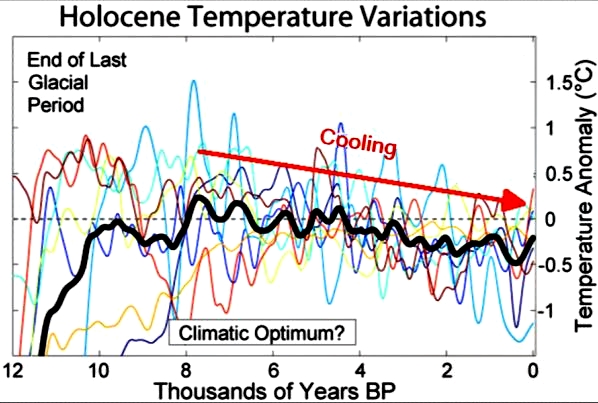 Holocene Temperature Variations
End of Last
Glacial
Period
Cooling
Climatic Optimum?
1.5
1
0.5
0
-0.5
-1
Temperature Anomaly (°C)
12 10 8 6 4 2 0
Thousands of Years BP